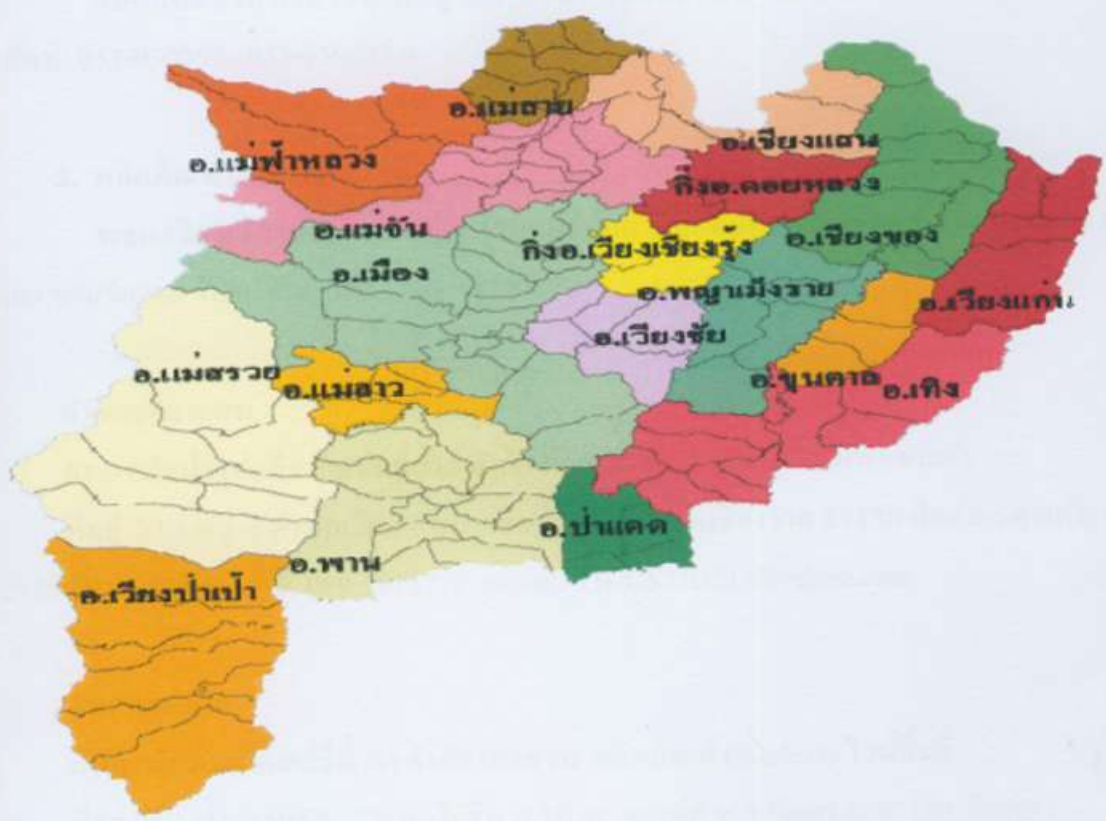 อ.แม่สาย
อ.เชียงแสน
อ.แม่ฟ้าหลวง
กิ่งอ.ดอยหลวง
อ.แม่จัน
กิ่งอ.เวียงเชียงรุ้ง
อ.เชียงของ
อ.เมือง
อ.พญาเม็งราย
อ.เวียงแก่น
อ.เวียงชัย
อ.แม่สรวย
อ.แม่ลาว
อ.ขุนตาล
อ.เทิง
อ.ป่าแดด
อ.พาน
อ.เวียงป่าเป้า